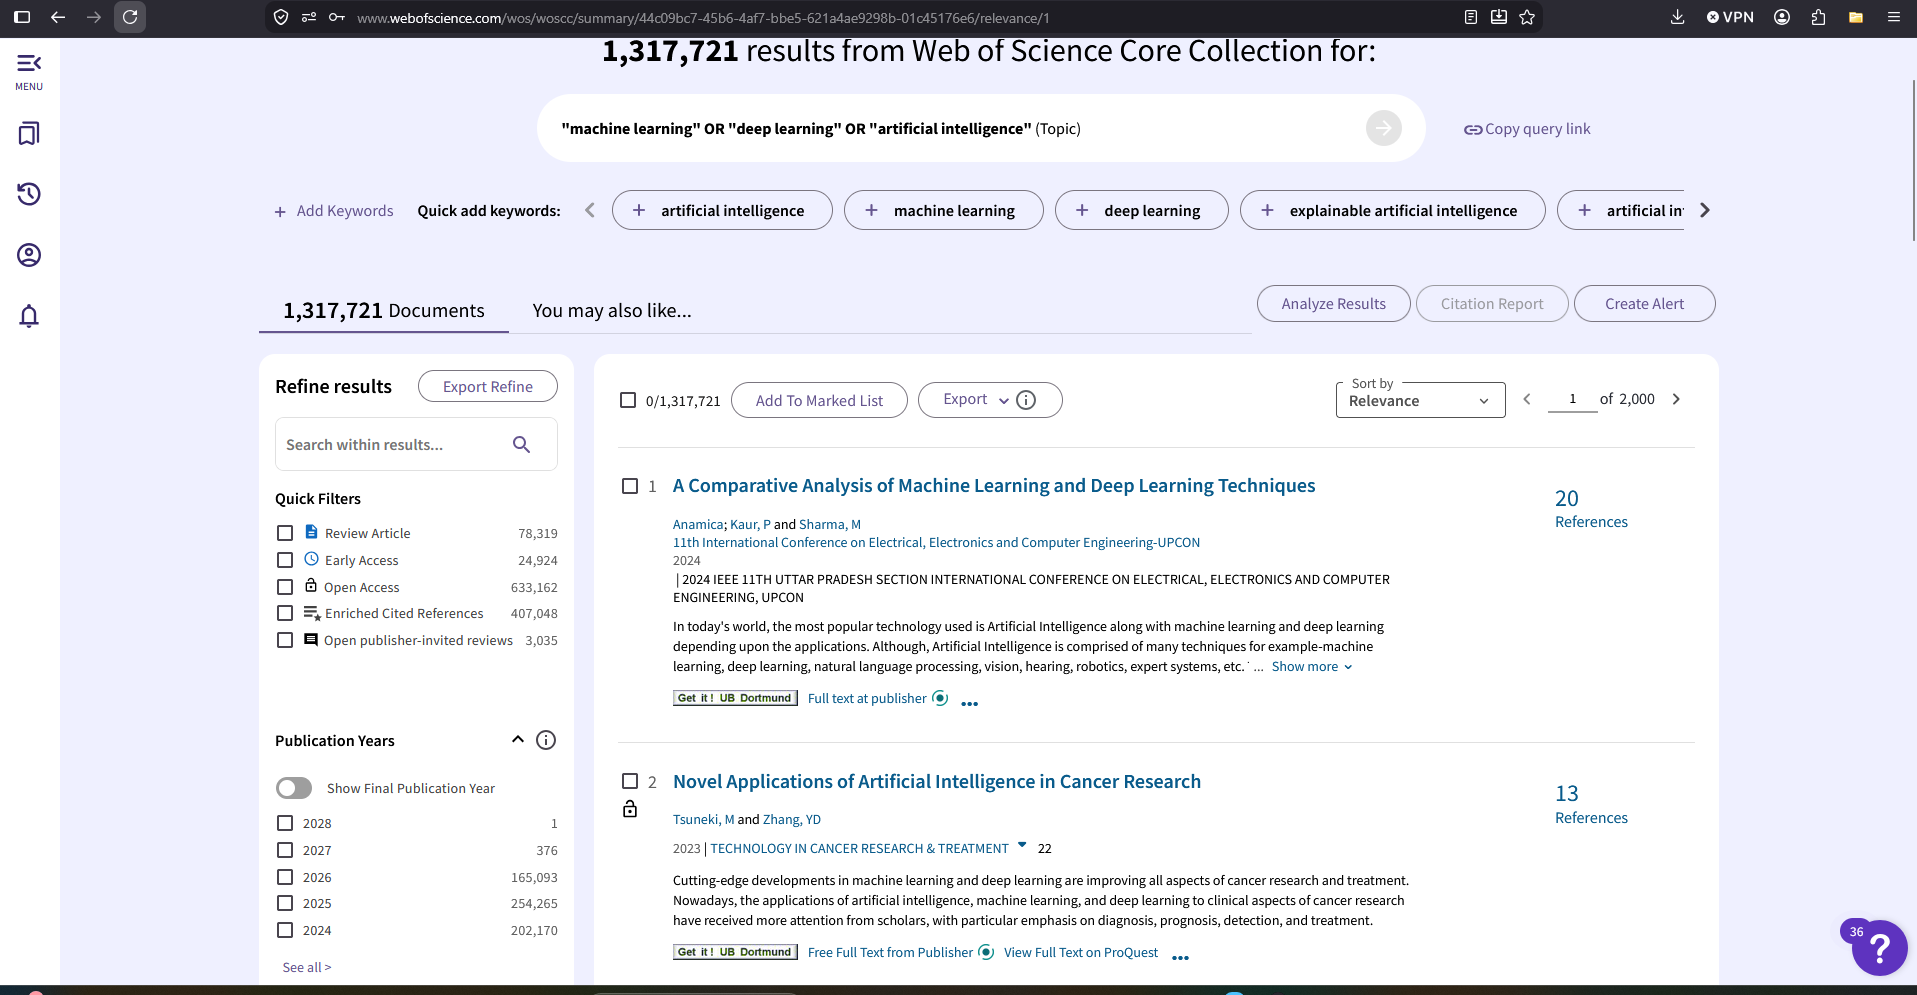 www.webofscience.com/wos/woscc/summary/44c09bc7-45b6-4af7-bbe5-621a4ae9298b-01c45176e6/relevance/1
VPN
MENU
1,317,721 results from Web of Science Core Collection for:
"machine learning" OR "deep learning" OR "artificial intelligence" (Topic)
Copy query link
+ Add Keywords
Quick add keywords:
+ artificial intelligence
+ machine learning
+ deep learning
+ explainable artificial intelligence
+ artificial in
1,317,721 Documents
You may also like...
Analyze Results
Citation Report
Create Alert
Refine results
Export Refine
Search within results...
Quick Filters
Review Article 78,319
Early Access 24,924
Open Access 633,162
Enriched Cited References 407,048
Open publisher-invited reviews 3,035
Publication Years
Show Final Publication Year
2028 1
2027 376
2026 165,093
2025 254,265
2024 202,170
See all >
0/1,317,721
Add To Marked List
Export
Sort by
Relevance
1 of 2,000
1 A Comparative Analysis of Machine Learning and Deep Learning Techniques
Anamica; Kaur, P and Sharma, M
11th International Conference on Electrical, Electronics and Computer Engineering-UPCON
2024
| 2024 IEEE 11TH UTTAR PRADESH SECTION INTERNATIONAL CONFERENCE ON ELECTRICAL, ELECTRONICS AND COMPUTER
ENGINEERING, UPCON
In today's world, the most popular technology used is Artificial Intelligence along with machine learning and deep learning
depending upon the applications. Although, Artificial Intelligence is comprised of many techniques for example-machine
learning, deep learning, natural language processing, vision, hearing, robotics, expert systems, etc. ... Show more
Get it! UB Dortmund Full text at publisher
20
References
2 Novel Applications of Artificial Intelligence in Cancer Research
Tsuneki, M and Zhang, YD
2023 | TECHNOLOGY IN CANCER RESEARCH & TREATMENT 22
Cutting-edge developments in machine learning and deep learning are improving all aspects of cancer research and treatment.
Nowadays, the applications of artificial intelligence, machine learning, and deep learning to clinical aspects of cancer research
have received more attention from scholars, with particular emphasis on diagnosis, prognosis, detection, and treatment.
Get it! UB Dortmund Free Full Text from Publisher View Full Text on ProQuest
13
References
36
?